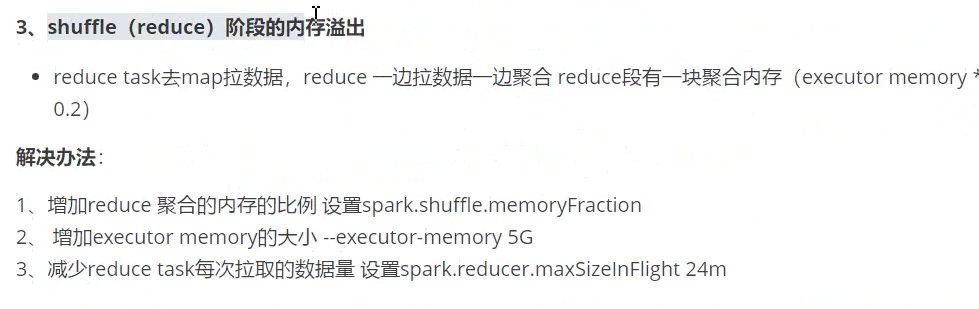 3、shuffle（reduce）阶段的内存溢出
reduce task去map拉数据，reduce 一边拉数据一边聚合 reduce段有一块聚合内存（executor memory *
0.2）
解决办法：
1、增加reduce 聚合的内存的比例 设置spark.shuffle.memoryFraction
2、 增加executor memory的大小 --executor-memory 5G
3、减少reduce task每次拉取的数据量 设置spark.reducer.maxSizeInFlight 24m